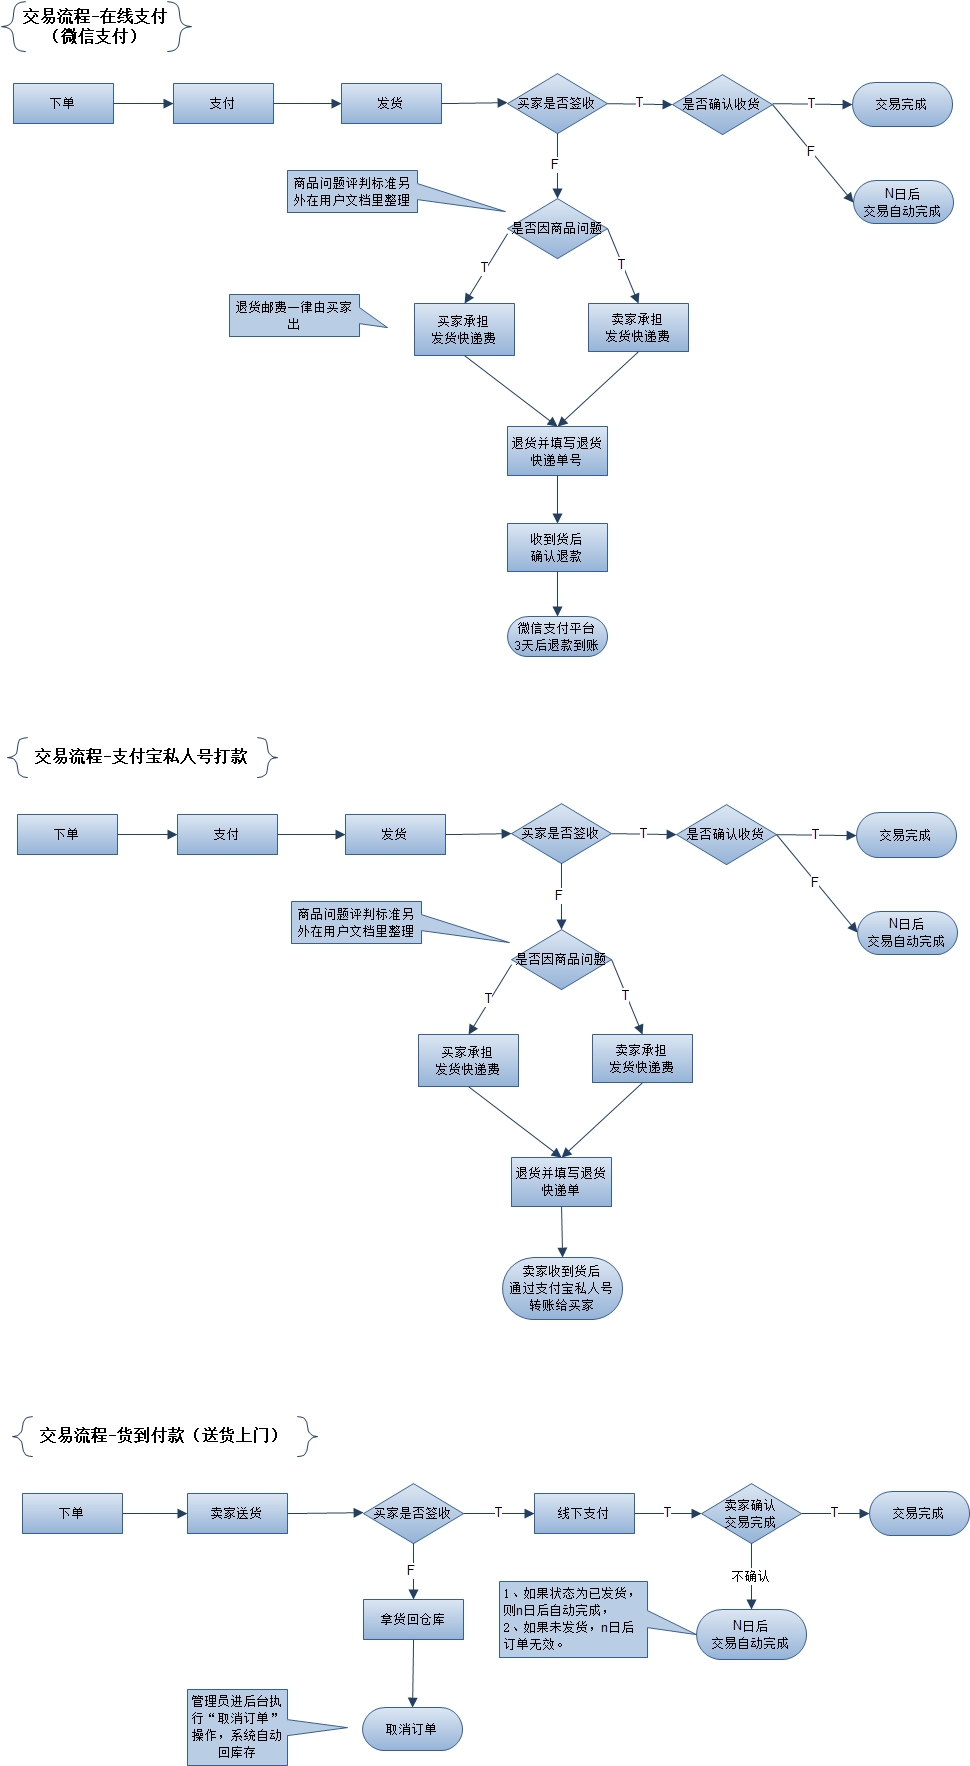 交易流程-在线支付
（微信支付）
下单
支付
发货
买家是否签收
T
是否确认收货
T
交易完成
F
N日后
交易自动完成
F
商品问题评判标准另
外在用户文档里整理
是否因商品问题
T
T
退货邮费一律由买家
出
买家承担
发货快递费
卖家承担
发货快递费
退货并填写退货
快递单号
收到货后
确认退款
微信支付平台
3天后退款到账
交易流程-支付宝私人号打款
下单
支付
发货
买家是否签收
T
是否确认收货
T
交易完成
F
N日后
交易自动完成
F
商品问题评判标准另
外在用户文档里整理
是否因商品问题
T
T
买家承担
发货快递费
卖家承担
发货快递费
退货并填写退货
快递单
卖家收到货后
通过支付宝私人号
转账给买家
交易流程-货到付款（送货上门）
下单
卖家送货
买家是否签收
T
线下支付
T
卖家确认
交易完成
T
交易完成
F
不确认
拿货回仓库
1、如果状态为已发货，
则n日后自动完成，
2、如果未发货，n日后
订单无效。
N日后
交易自动完成
管理员进后台执
行“取消订单”
操作，系统自动
回库存
取消订单